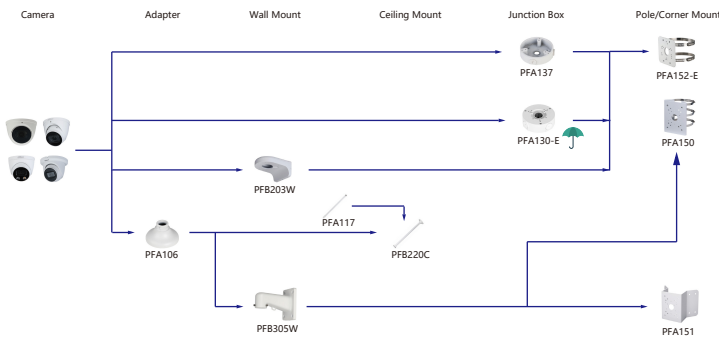 Camera Adapter Wall Mount Ceiling Mount Junction Box Pole/Corner Mount
PFA137
PFA152-E
PFA130-E
PFA150
PFB203W
PFA117
PFA106
PFB220C
PFB305W
PFA151